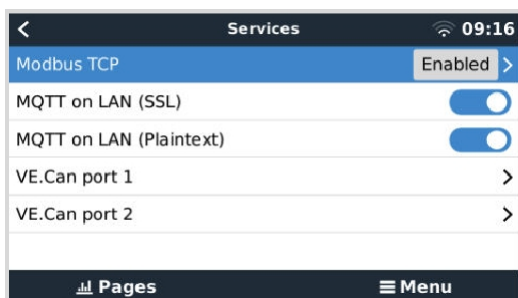 Services 09:16
Modbus TCP Enabled
MQTT on LAN (SSL)
MQTT on LAN (Plaintext)
VE.Can port 1
VE.Can port 2
Pages Menu